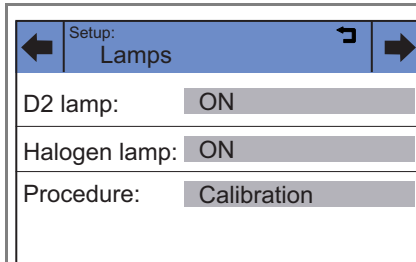 Setup:
Lamps
D2 lamp: ON
Halogen lamp: ON
Procedure: Calibration